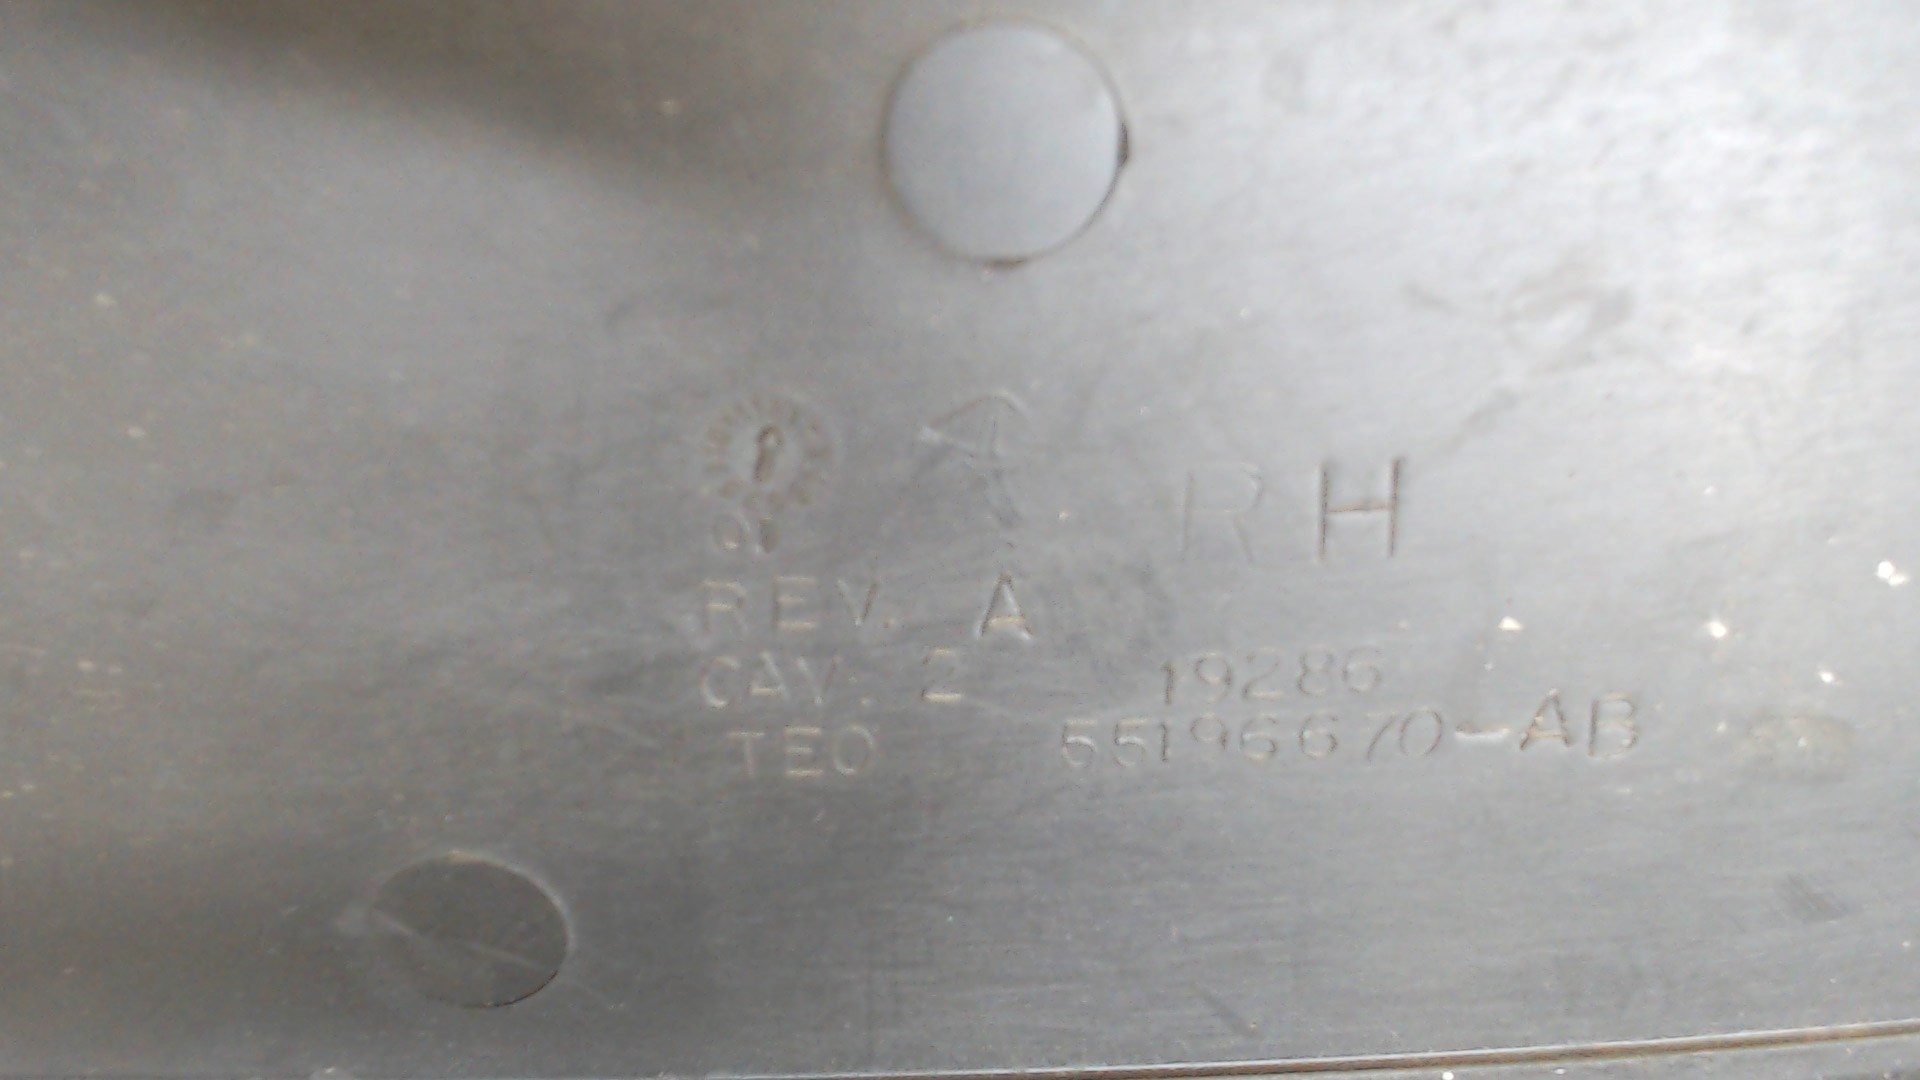 RH
REV. A
CAV. 2 19286
TEO 55196670-AB